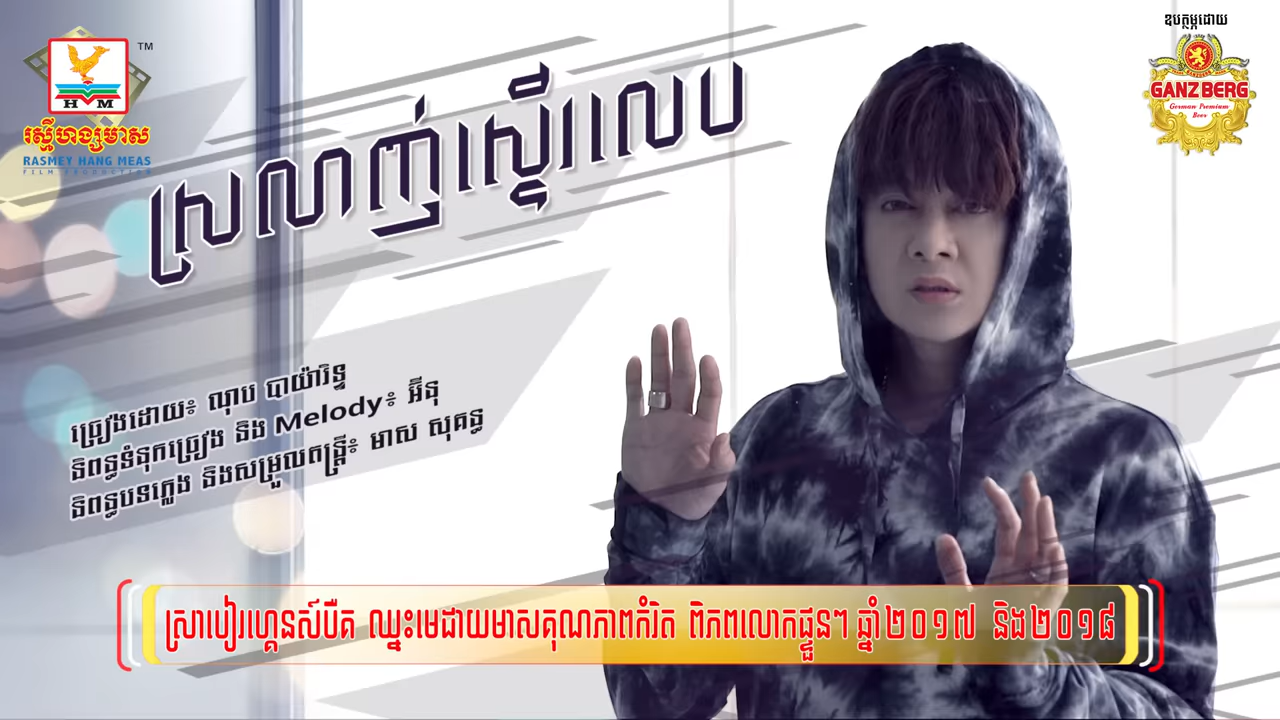 ឧបត្ថម្ភដោយ
GANZBERG
German Premium
Beer
TM
H M
រស្មីហង្សមាស
RASMEY HANG MEAS
FILM PRODUCTION
ស្រលាញ់ស្ទើរលេប
ច្រៀងដោយ៖ ណុប បាយ៉ារិទ្ធ
និពន្ធទំនុកច្រៀង និង Melody៖ អ៊ីនុ
និពន្ធបទភ្លេង និងសម្រួលតន្ត្រី៖ មាស សុគន្ធ
ស្រាបៀរហ្គេនស៍បឺគ ឈ្នះមេដាយមាសគុណភាពកំរិត ពិភពលោកផ្ទួនៗ ឆ្នាំ២០១៧ និង២០១៨